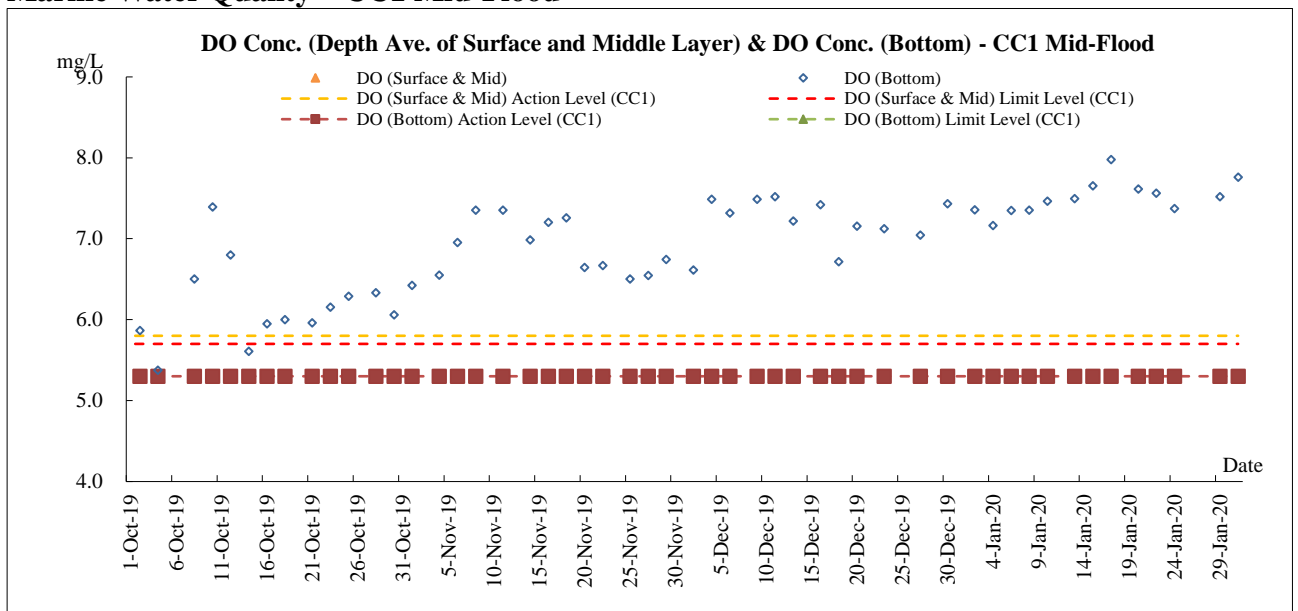 DO Conc. (Depth Ave. of Surface and Middle Layer) & DO Conc. (Bottom) - CC1 Mid-Flood
mg/L
DO (Surface & Mid)
DO (Bottom)
DO (Surface & Mid) Action Level (CC1)
DO (Surface & Mid) Limit Level (CC1)
DO (Bottom) Action Level (CC1)
DO (Bottom) Limit Level (CC1)
9.0
8.0
7.0
6.0
5.0
4.0
Date
1-Oct-19
6-Oct-19
11-Oct-19
16-Oct-19
21-Oct-19
26-Oct-19
31-Oct-19
5-Nov-19
10-Nov-19
15-Nov-19
20-Nov-19
25-Nov-19
30-Nov-19
5-Dec-19
10-Dec-19
15-Dec-19
20-Dec-19
25-Dec-19
30-Dec-19
4-Jan-20
9-Jan-20
14-Jan-20
19-Jan-20
24-Jan-20
29-Jan-20